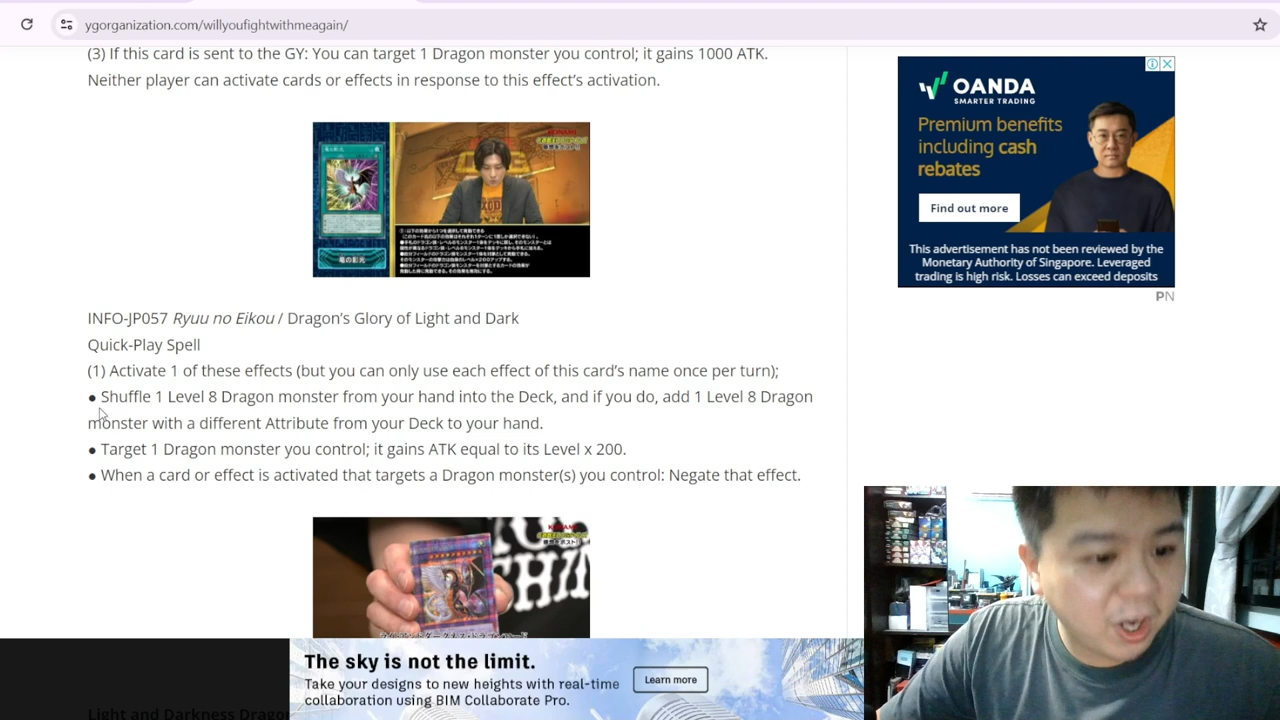 ygorganization.com/willyoufightwithmeagain/
(3) If this card is sent to the GY: You can target 1 Dragon monster you control; it gains 1000 ATK.
Neither player can activate cards or effects in response to this effect's activation.
INFO-JP057 Ryuu no Eikou / Dragon's Glory of Light and Dark
Quick-Play Spell
(1) Activate 1 of these effects (but you can only use each effect of this card's name once per turn);
● Shuffle 1 Level 8 Dragon monster from your hand into the Deck, and if you do, add 1 Level 8 Dragon
monster with a different Attribute from your Deck to your hand.
● Target 1 Dragon monster you control; it gains ATK equal to its Level x 200.
● When a card or effect is activated that targets a Dragon monster(s) you control: Negate that effect.
OANDA
SMARTER TRADING
Premium benefits
including cash
rebates
Find out more
This advertisement has not been reviewed by the
Monetary Authority of Singapore. Leveraged
trading is high risk. Losses can exceed deposits
PN
The sky is not the limit.
Take your designs to new heights with real-time
collaboration using BIM Collaborate Pro.
Learn more